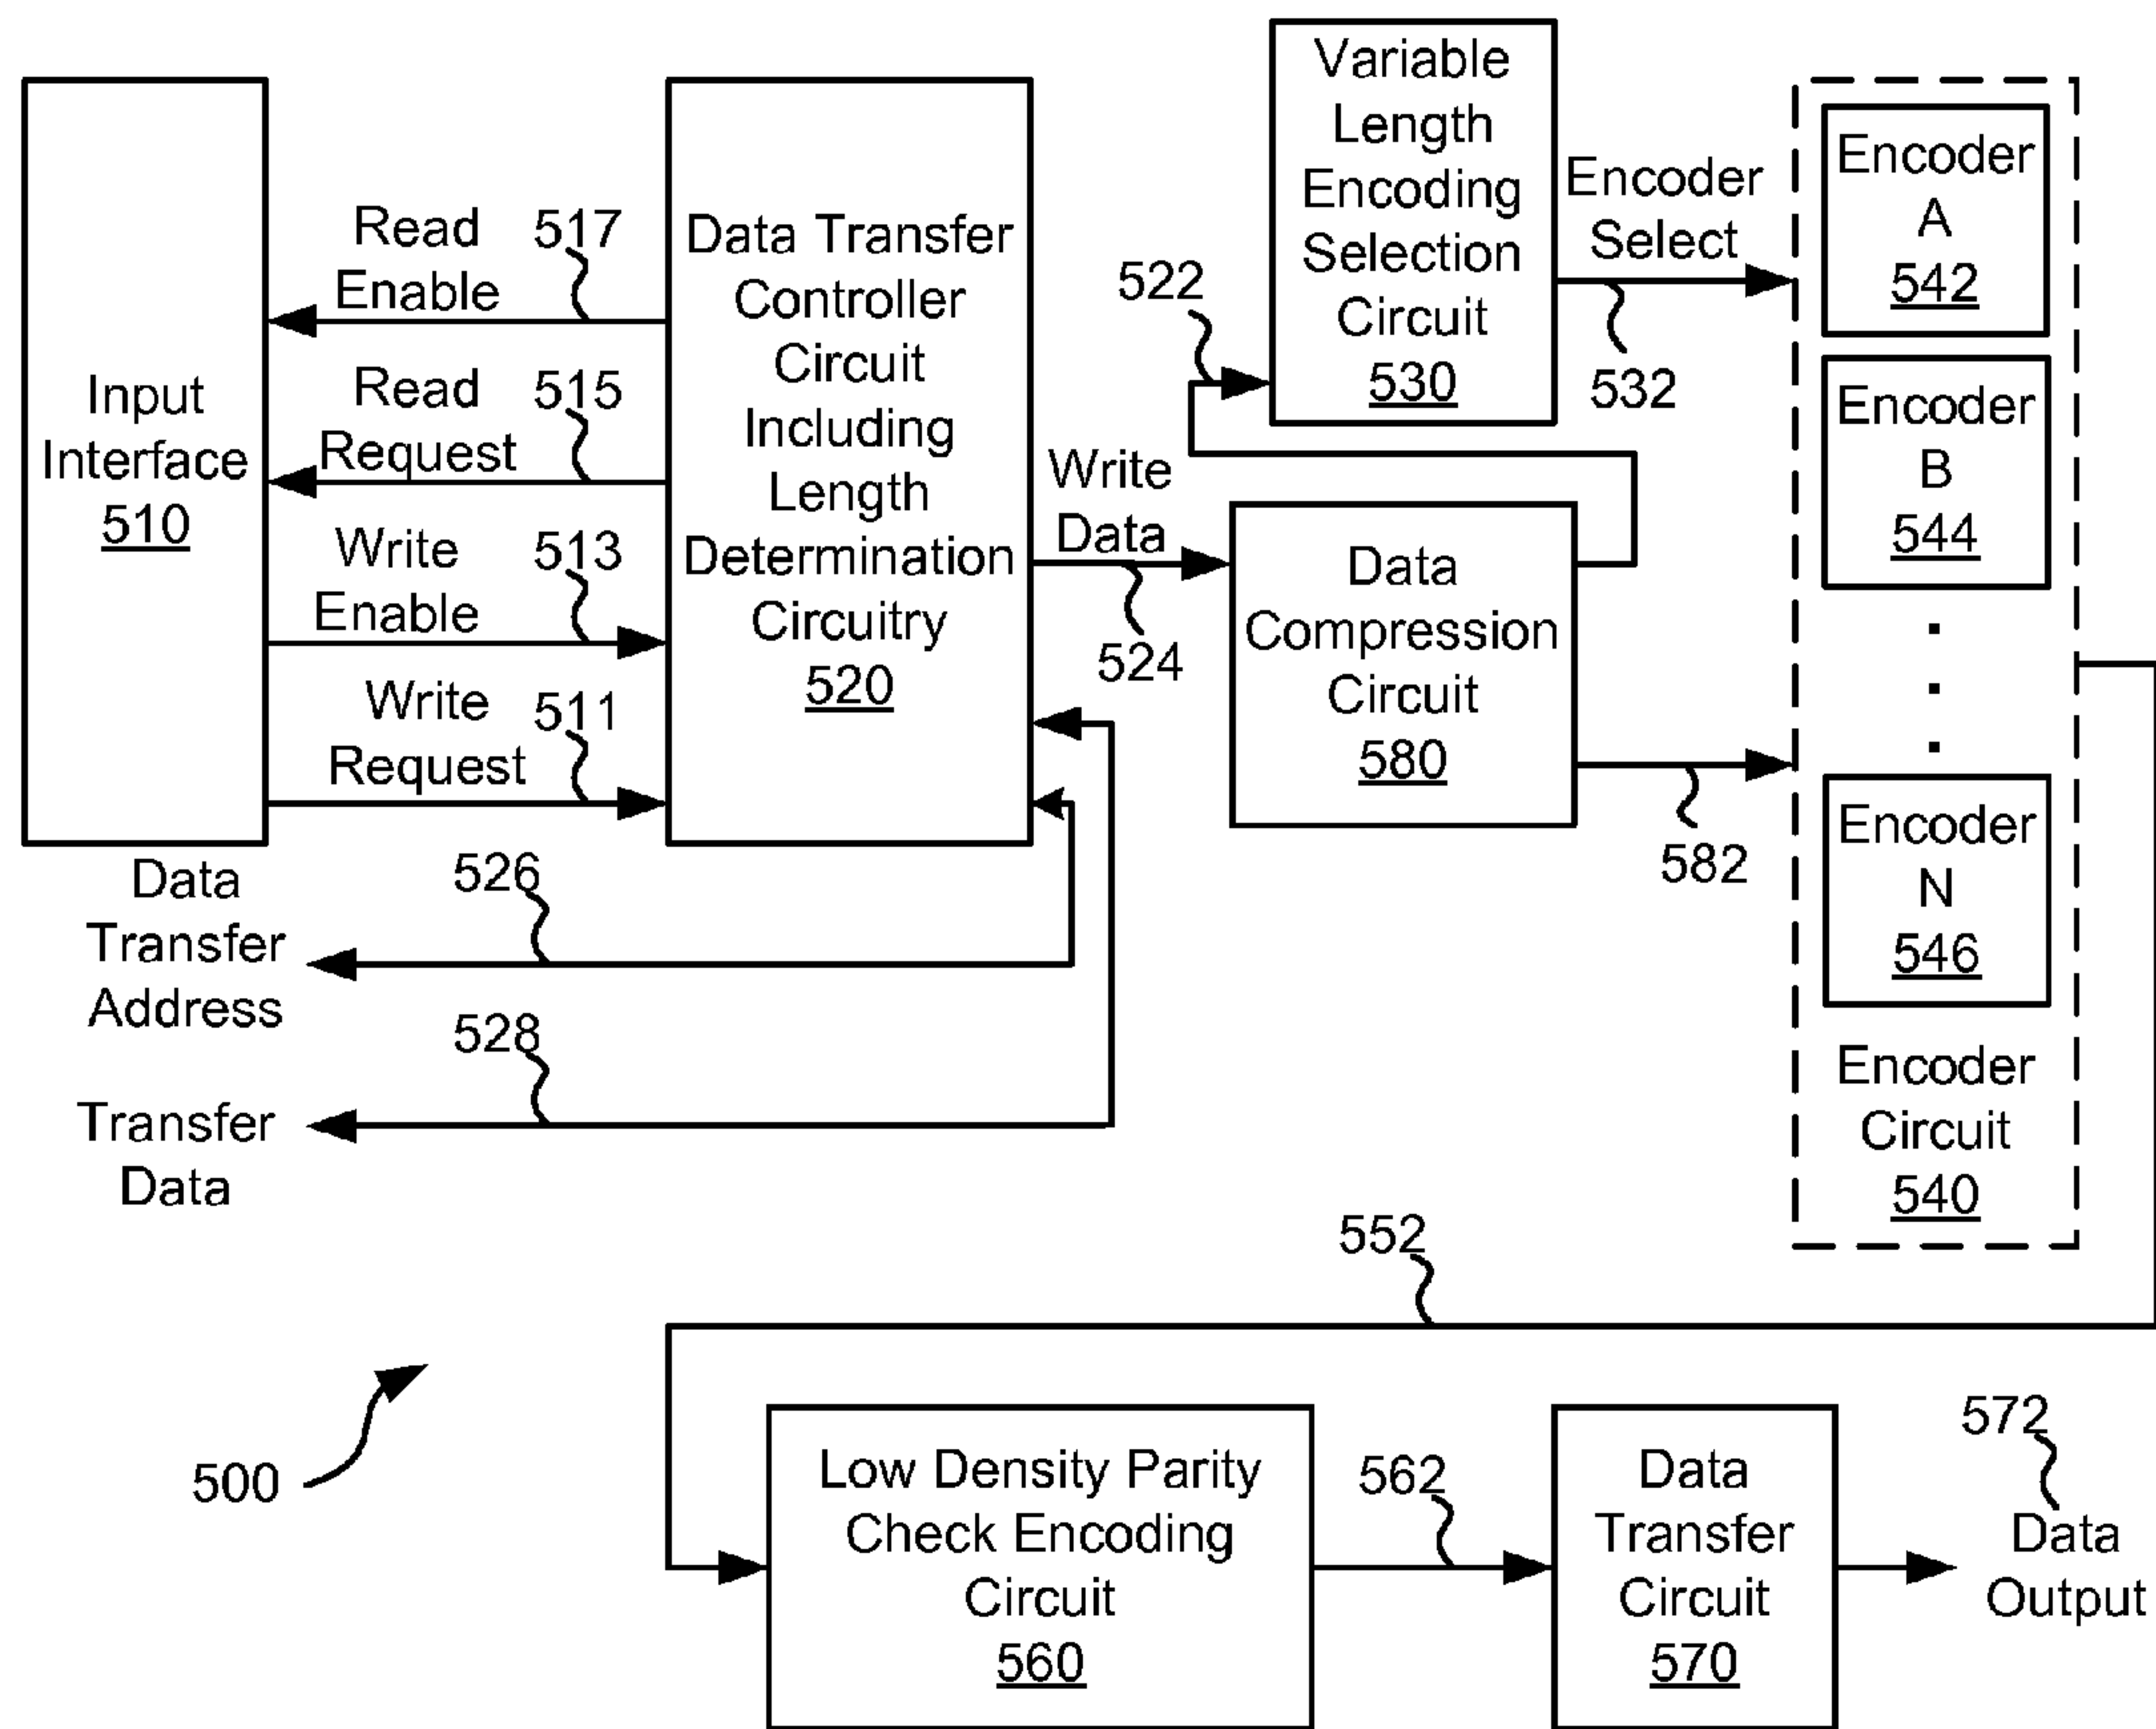 Input
Interface
510
Read
Enable
517
Read
Request
515
Write
Enable
513
Write
Request
511
Data Transfer
Controller
Circuit
Including
Length
Determination
Circuitry
520
Write
Data
524
522
Variable
Length
Encoding
Selection
Circuit
530
Encoder
Select
532
Data
Compression
Circuit
580
582
Encoder
A
542
Encoder
B
544
Encoder
N
546
Encoder
Circuit
540
Data
Transfer
Address
526
Transfer
Data
528
552
500
Low Density Parity
Check Encoding
Circuit
560
562
Data
Transfer
Circuit
570
572
Data
Output